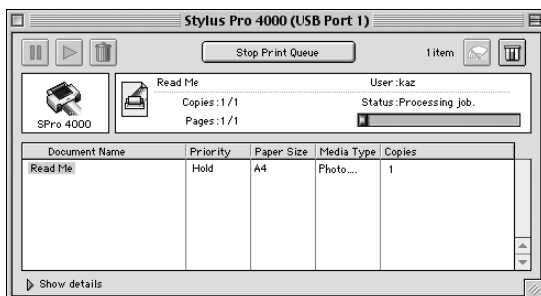 Stylus Pro 4000 (USB Port 1)
Stop Print Queue
1 item
SPro 4000
Read Me
User :kaz
Copies :1 /1
Status :Processing job.
Pages :1 /1
Document Name Priority Paper Size Media Type Copies
Read Me Hold A4 Photo.... 1
Show details